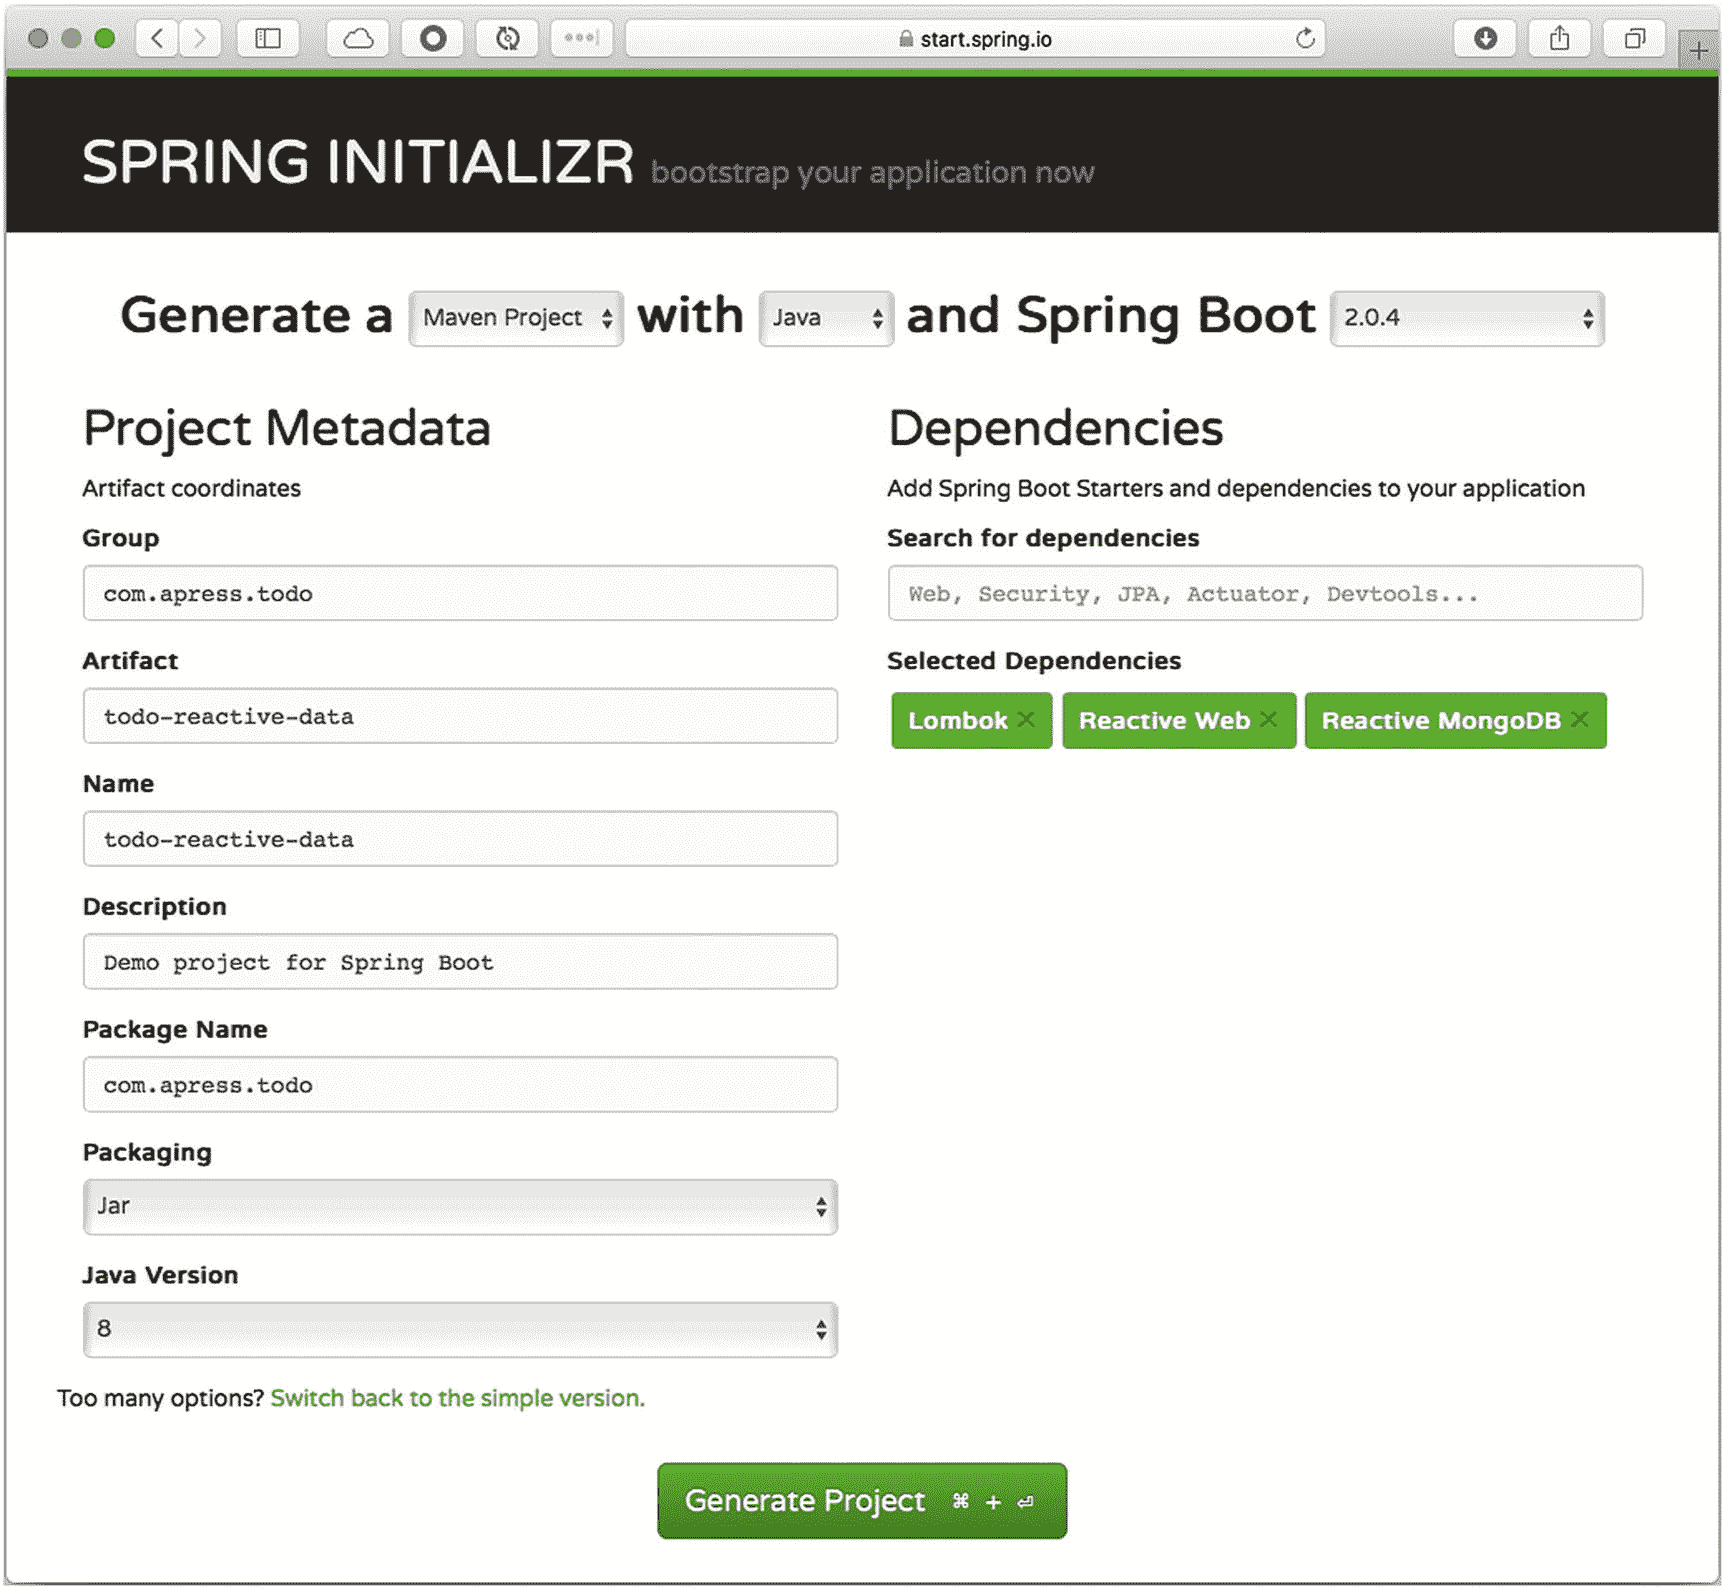 start.spring.io
SPRING INITIALIZR bootstrap your application now
Generate a Maven Project with Java and Spring Boot 2.0.4
Project Metadata
Artifact coordinates
Group
com.apress.todo
Artifact
todo-reactive-data
Name
todo-reactive-data
Description
Demo project for Spring Boot
Package Name
com.apress.todo
Packaging
Jar
Java Version
8
Too many options? Switch back to the simple version.
Dependencies
Add Spring Boot Starters and dependencies to your application
Search for dependencies
Web, Security, JPA, Actuator, Devtools...
Selected Dependencies
Lombok × Reactive Web × Reactive MongoDB ×
Generate Project ⌘ + ⏎